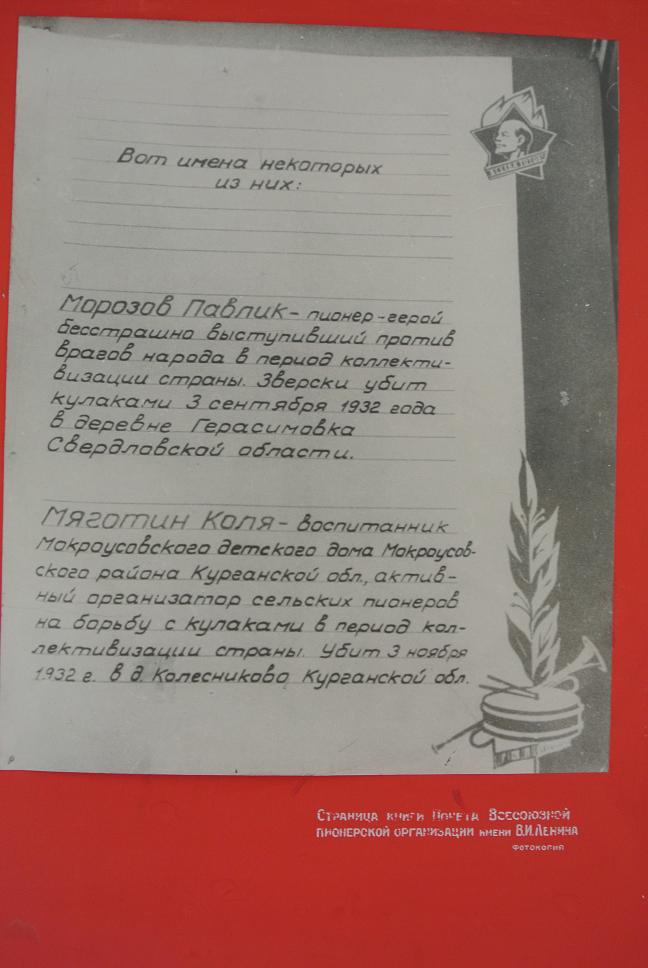 Вот имена некоторых
из них:
Морозов Павлик – пионер-герой
бесстрашно выступивший против
врагов народа в период коллекти-
визации страны. Зверски убит
кулаками 3 сентября 1932 года
в деревне Герасимовка
Свердловской области.
Мяготин Коля – воспитанник
Мокроусовского детского дома Мокроусов-
ского района Курганской обл., актив-
ный организатор сельских пионеров
на борьбу с кулаками в период кол-
лективизации страны. Убит 3 ноября
1932 г. в д. Колесниково Курганской обл.
Страница книги Почета Всесоюзной
пионерской организации имени В.И.Ленина
фотокопия